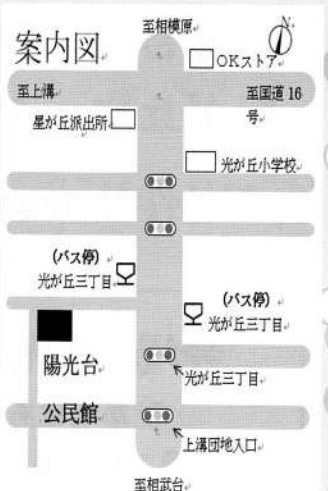 至相模原
N
案内図
OKストア
至上溝
至国道16
号
星が丘派出所
光が丘小学校
(バス停)
光が丘三丁目
(バス停)
光が丘三丁目
陽光台
光が丘三丁目
公民館
上溝団地入口
至相武台